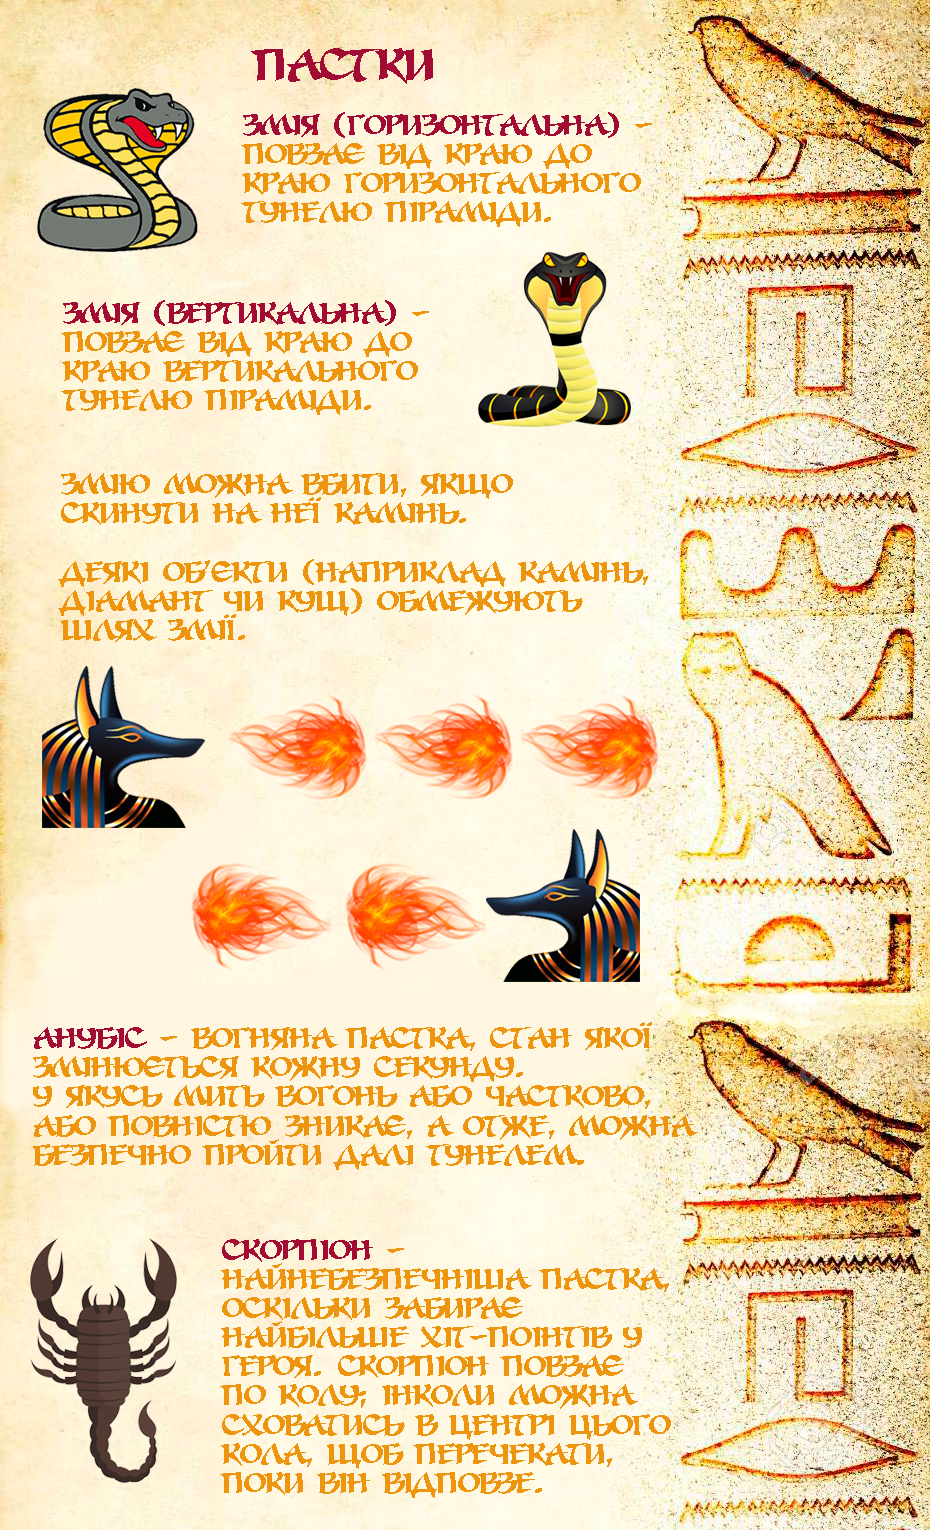 ПАСТКИ
ЗМІЯ (ГОРИЗОНТАЛЬНА) –
ПОВЗАЄ ВІД КРАЮ ДО
КРАЮ ГОРИЗОНТАЛЬНОГО
ТУНЕЛЮ ПІРАМІДИ.
ЗМІЯ (ВЕРТИКАЛЬНА) –
ПОВЗАЄ ВІД КРАЮ ДО
КРАЮ ВЕРТИКАЛЬНОГО
ТУНЕЛЮ ПІРАМІДИ.
ЗМІЮ МОЖНА ВБИТИ, ЯКЩО
СКИНУТИ НА НЕЇ КАМІНЬ.
ДЕЯКІ ОБ'ЄКТИ (НАПРИКЛАД КАМІНЬ,
ДІАМАНТ ЧИ КУЩ) ОБМЕЖУЮТЬ
ШЛЯХ ЗМІЇ.
АНУБІС – ВОГНЯНА ПАСТКА, СТАН ЯКОЇ
ЗМІНЮЄТЬСЯ КОЖНУ СЕКУНДУ.
У ЯКУСЬ МИТЬ ВОГОНЬ АБО ЧАСТКОВО,
АБО ПОВНІСТЮ ЗНИКАЄ, А ОТЖЕ, МОЖНА
БЕЗПЕЧНО ПРОЙТИ ДАЛІ ТУНЕЛЕМ.
СКОРПІОН –
НАЙНЕБЕЗПЕЧНІША ПАСТКА,
ОСКІЛЬКИ ЗАБИРАЄ
НАЙБІЛЬШЕ ХІТ-ПОІНТІВ У
ГЕРОЯ. СКОРПІОН ПОВЗАЄ
ПО КОЛУ; ІНКОЛИ МОЖНА
СХОВАТИСЬ В ЦЕНТРІ ЦЬОГО
КОЛА, ЩОБ ПЕРЕЧЕКАТИ,
ПОКИ ВІН ВІДПОВЗЕ.